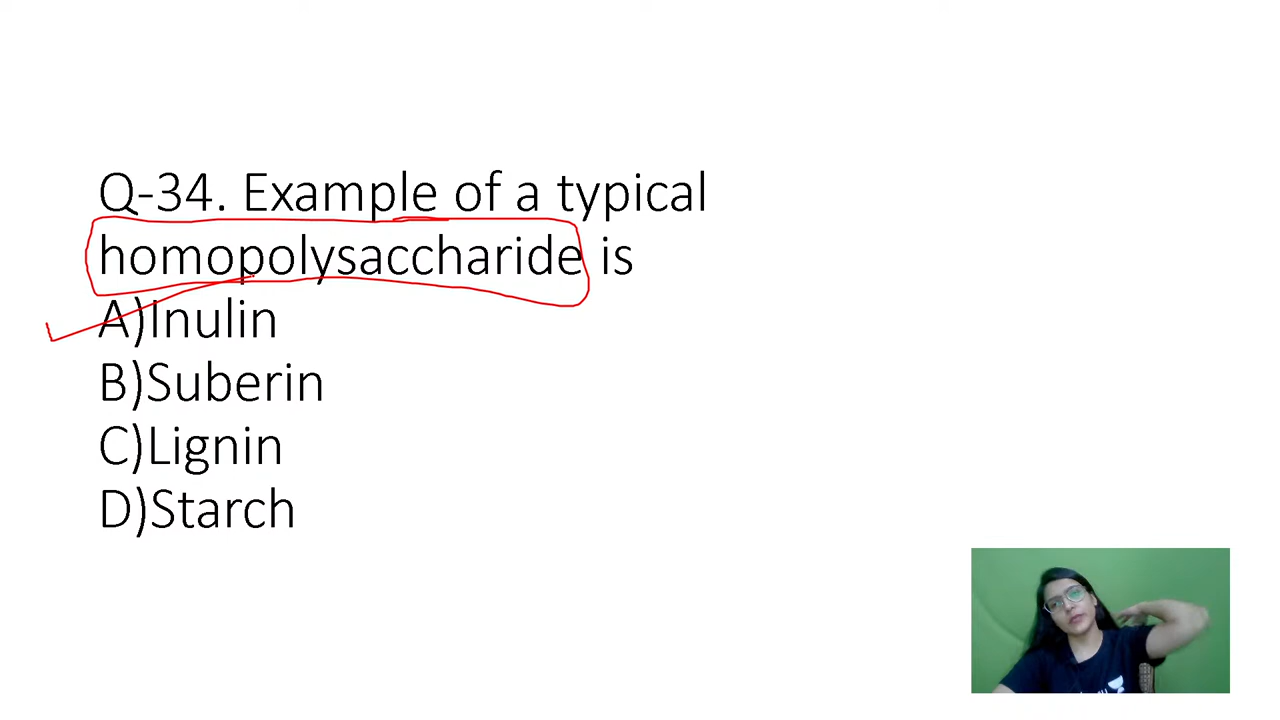 Q-34. Example of a typical
homopolysaccharide is
A)Inulin
B)Suberin
C)Lignin
D)Starch